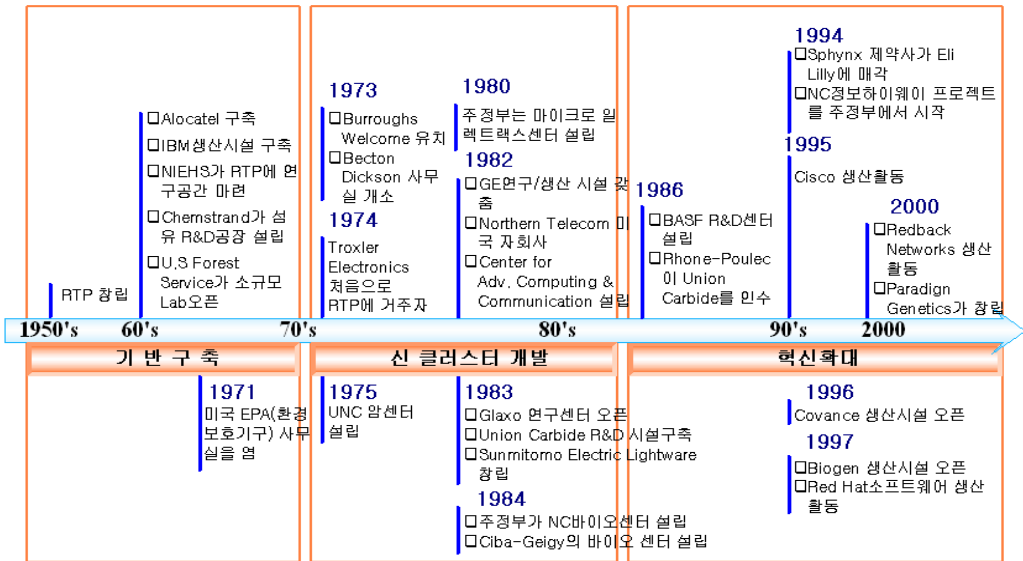 RTP 창립
❑Alocatel 구축
❑IBM생산시설 구축
❑NIEHS가 RTP에 연
구공간 마련
❑Chemstrand가 섬
유 R&D공장 설립
❑U.S Forest
Service가 소규모
Lab오픈
1973
❑Burroughs
Welcome 유치
❑Becton
Dickson 사무
실 개소
1974
Troxler
Electronics
처음으로
RTP에 거주자
1980
주정부는 마이크로 일
렉트랙스센터 설립
1982
❑GE연구/생산 시설 갖
춤
❑Northern Telecom 미
국 자회사
❑Center for
Adv. Computing &
Communication 설립
1986
❑BASF R&D센터
설립
❑Rhone-Poulec
이 Union
Carbide를 인수
1994
❑Sphynx 제약사가 Eli
Lilly에 매각
❑NC정보하이웨이 프로젝트
를 주정부에서 시작
1995
Cisco 생산활동
2000
❑Redback
Networks 생산
활동
❑Paradign
Genetics가 창립
1950's 60's 70's 80's 90's 2000
기 반 구 축
신 클러스터 개발
혁신확대
1971
미국 EPA(환경
보호기구) 사무
실을 염
1975
UNC 암센터
설립
1983
❑Glaxo 연구센터 오픈
❑Union Carbide R&D 시설구축
❑Sunmitorno Electric Lightware
창립
1984
❑주정부가 NC바이오센터 설립
❑Ciba-Geigy의 바이오 센터 설립
1996
Covance 생산시설 오픈
1997
❑Biogen 생산시설 오픈
❑Red Hat소프트웨어 생산
활동